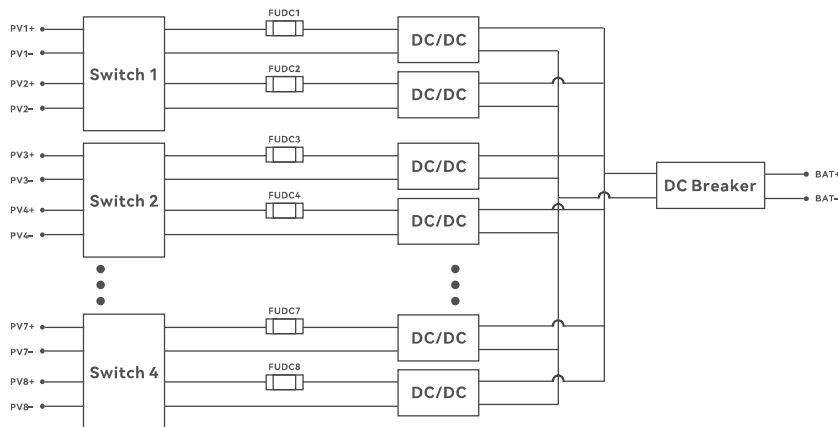 FUDC1
PV1+
DC/DC
PV1-
Switch 1
FUDC2
PV2+
DC/DC
PV2-
FUDC3
PV3+
DC/DC
PV3-
Switch 2
DC Breaker
BAT+
BAT-
FUDC4
PV4+
DC/DC
PV4-
FUDC7
PV7+
DC/DC
PV7-
Switch 4
FUDC8
PV8+
DC/DC
PV8-